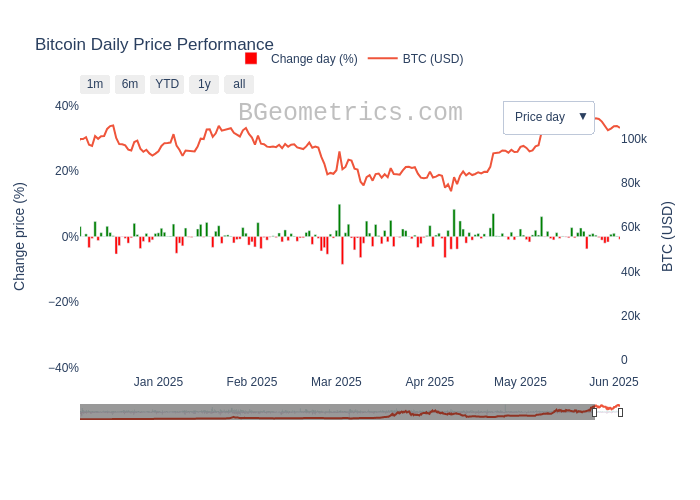 Bitcoin Daily Price Performance
Change day (%)
BTC (USD)
1m
6m
YTD
1y
all
BGeometrics.com
Price day ▼
40%
20%
0%
−20%
−40%
Change price (%)
100k
80k
60k
40k
20k
0
BTC (USD)
Jan 2025
Feb 2025
Mar 2025
Apr 2025
May 2025
Jun 2025